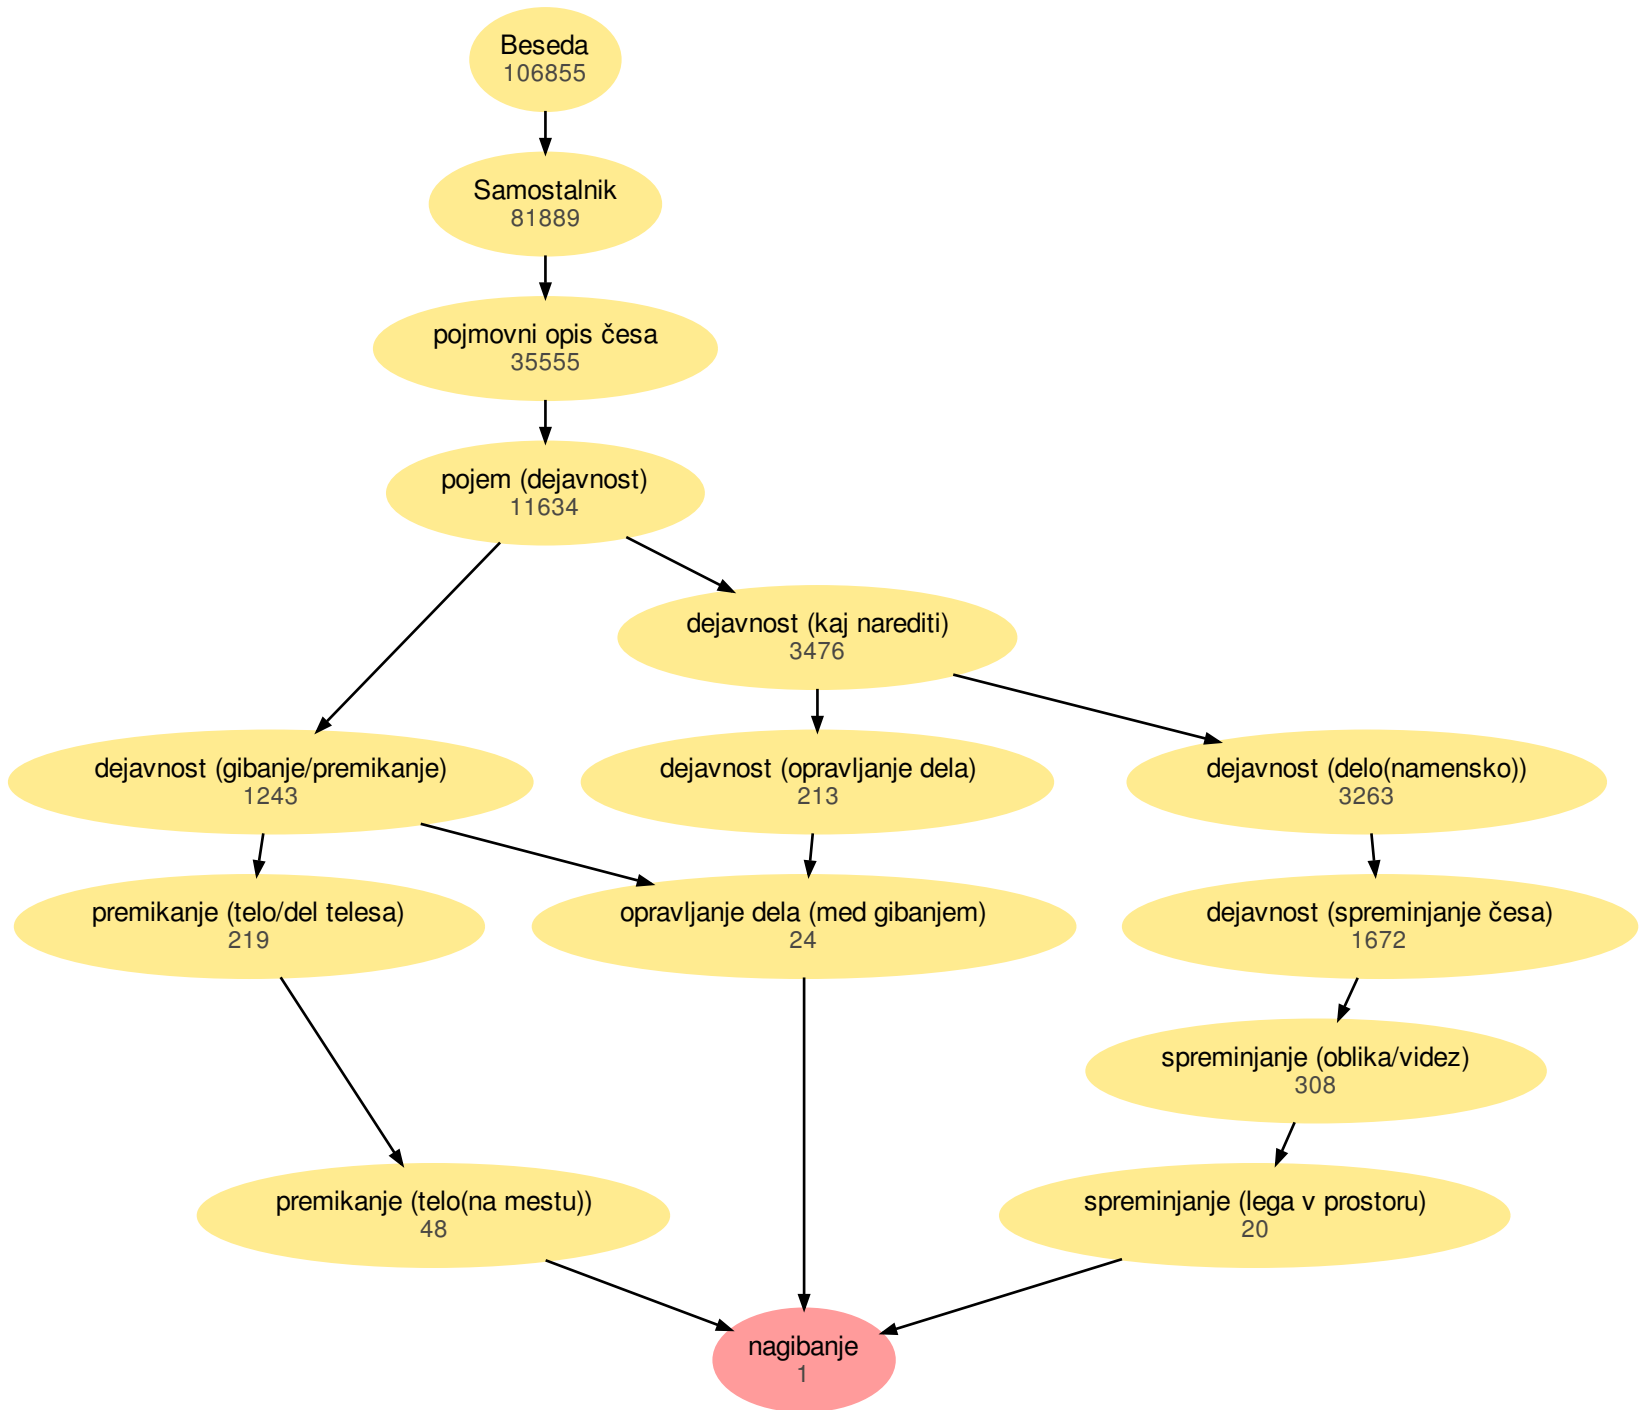 Beseda
106855
Samostalnik
81889
pojmovni opis česa
35555
pojem (dejavnost)
11634
dejavnost (kaj narediti)
3476
dejavnost (gibanje/premikanje)
1243
dejavnost (opravljanje dela)
213
dejavnost (delo(namensko))
3263
premikanje (telo/del telesa)
219
opravljanje dela (med gibanjem)
24
dejavnost (spreminjanje česa)
1672
spreminjanje (oblika/videz)
308
premikanje (telo(na mestu))
48
spreminjanje (lega v prostoru)
20
nagibanje
1